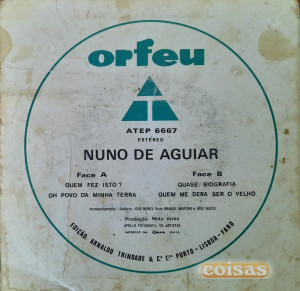 orfeu
ATEP 6667
ESTÉREO
NUNO DE AGUIAR
Face A
QUEM FEZ ISTO?
OH POVO DA MINHA TERRA
Face B
QUASE BIOGRAFIA
QUEM ME DERA SER O VELHO
Produção Mota Alves
EDIÇÃO ARNALDO TRINDADE & Cª PORTO - LISBOA - FARO
coisas